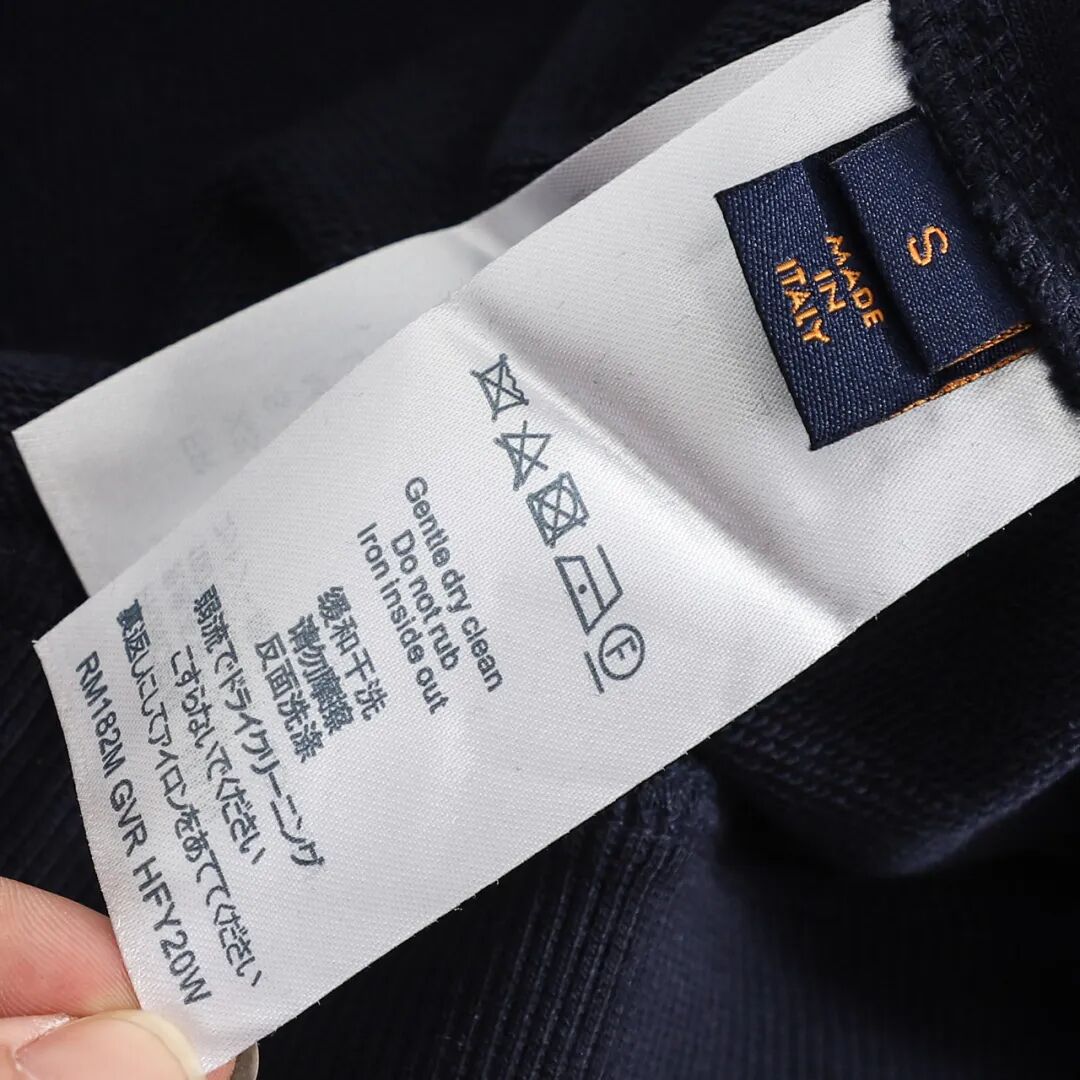 S
MADE
IN
ITALY
F
Gentle dry clean
Do not rub
Iron inside out
缓和干洗
请勿磨擦
反面洗涤
弱流でドライクリーニング
こすらないでください
裏返しにしてアイロンをあててください
RM182M GVR HFY20W